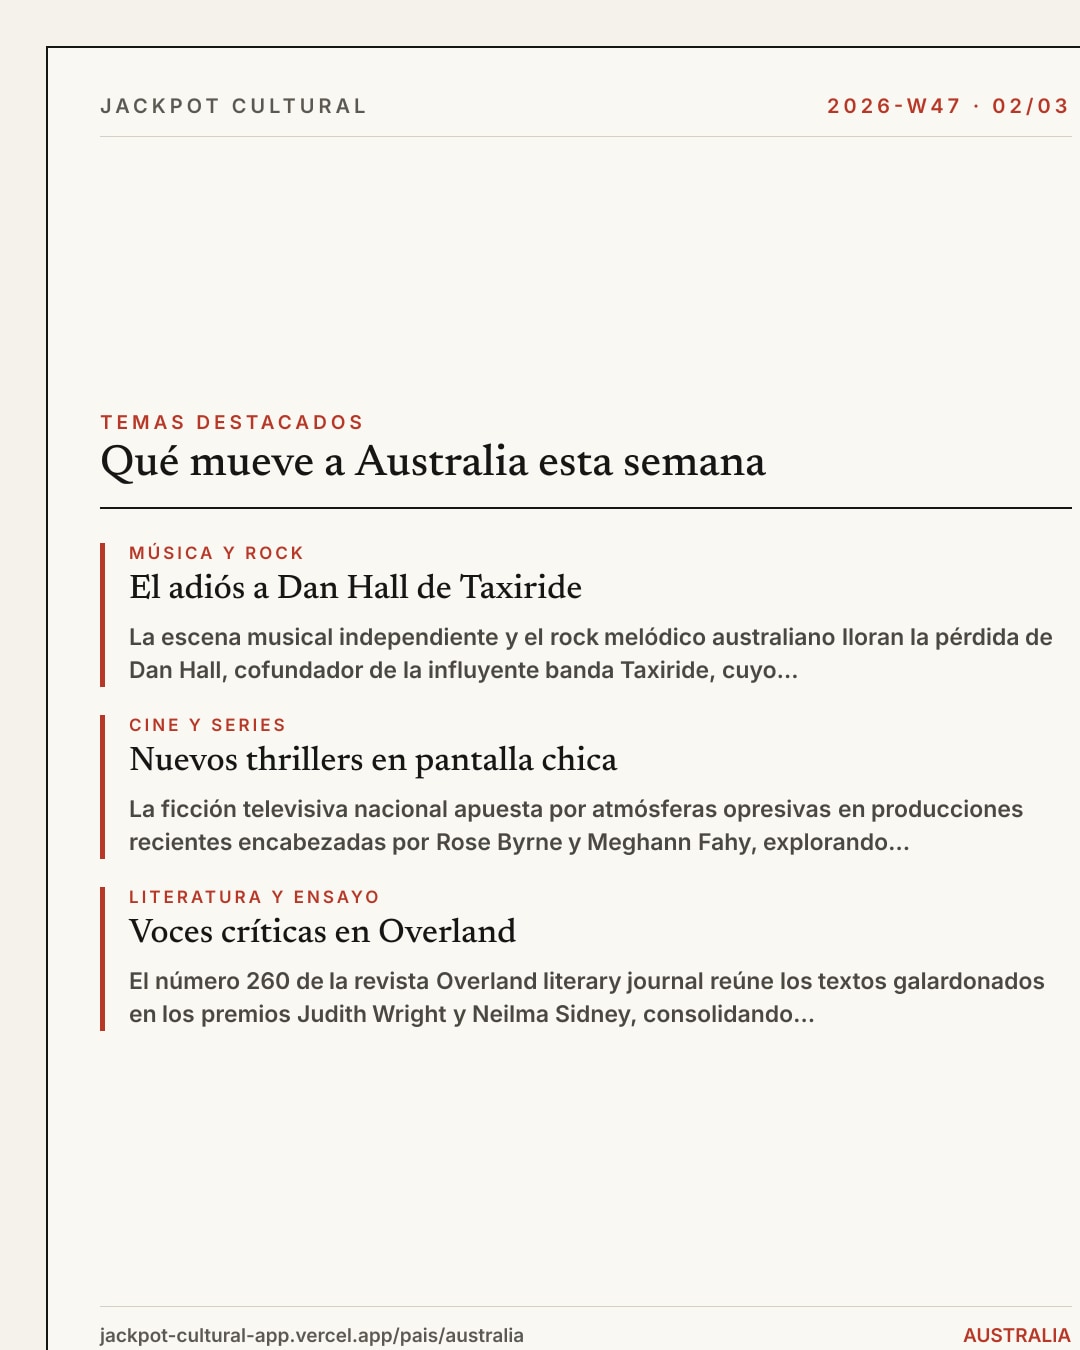 JACKPOT CULTURAL
2026-W47 · 02/03
TEMAS DESTACADOS
Qué mueve a Australia esta semana
MÚSICA Y ROCK
El adiós a Dan Hall de Taxiride
La escena musical independiente y el rock melódico australiano lloran la pérdida de
Dan Hall, cofundador de la influyente banda Taxiride, cuyo...
CINE Y SERIES
Nuevos thrillers en pantalla chica
La ficción televisiva nacional apuesta por atmósferas opresivas en producciones
recientes encabezadas por Rose Byrne y Meghann Fahy, explorando...
LITERATURA Y ENSAYO
Voces críticas en Overland
El número 260 de la revista Overland literary journal reúne los textos galardonados
en los premios Judith Wright y Neilma Sidney, consolidando...
jackpot-cultural-app.vercel.app/pais/australia
AUSTRALIA